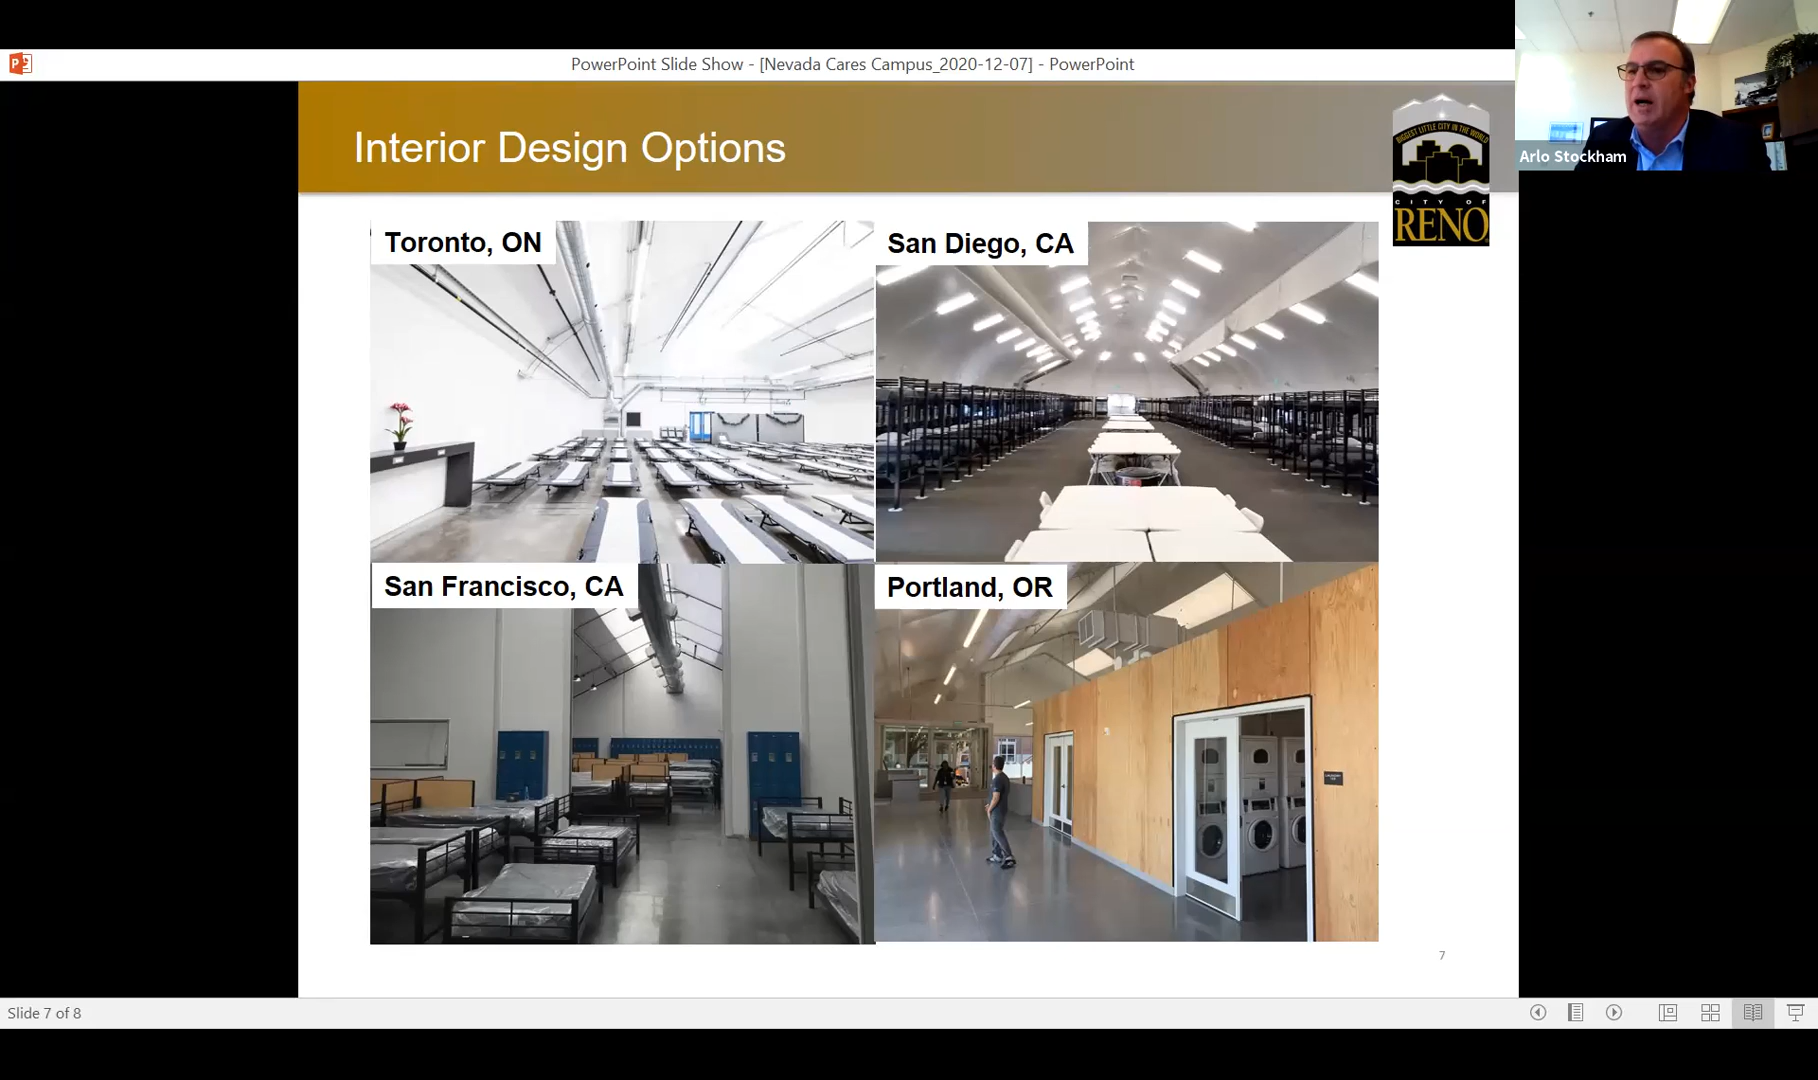 PowerPoint Slide Show - [Nevada Cares Campus_2020-12-07] - PowerPoint
Arlo Stockham
Interior Design Options
BIGGEST LITTLE CITY IN THE WORLD
CITY OF
RENO
Toronto, ON
San Diego, CA
San Francisco, CA
Portland, OR
7
Slide 7 of 8